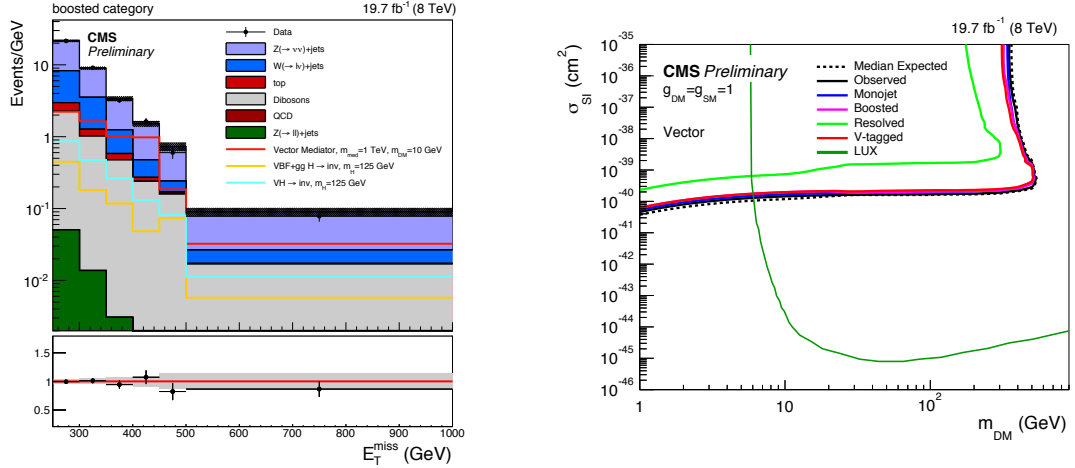 boosted category
19.7 fb⁻¹ (8 TeV)
CMS
Preliminary
Data
Z(→ νν)+jets
W(→ lν)+jets
top
Dibosons
QCD
Z(→ ll)+jets
Vector Mediator, m_med=1 TeV, m_DM=10 GeV
VBF+gg H → inv, m_H=125 GeV
VH → inv, m_H=125 GeV
Events/GeV
10
1
10⁻¹
10⁻²
1.5
1
0.5
300 400 500 600 700 800 900 1000
E_T^miss (GeV)
19.7 fb⁻¹ (8 TeV)
CMS Preliminary
g_DM=g_SM=1
Vector
Median Expected
Observed
Monojet
Boosted
Resolved
V-tagged
LUX
σ_SI (cm²)
10⁻³⁵
10⁻³⁶
10⁻³⁷
10⁻³⁸
10⁻³⁹
10⁻⁴⁰
10⁻⁴¹
10⁻⁴²
10⁻⁴³
10⁻⁴⁴
10⁻⁴⁵
10⁻⁴⁶
1 10 10²
m_DM (GeV)